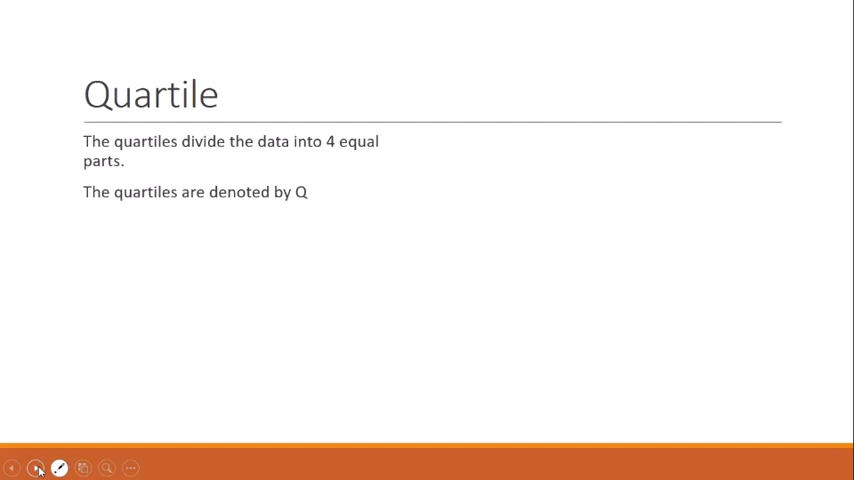 Quartile
The quartiles divide the data into 4 equal
parts.
The quartiles are denoted by Q